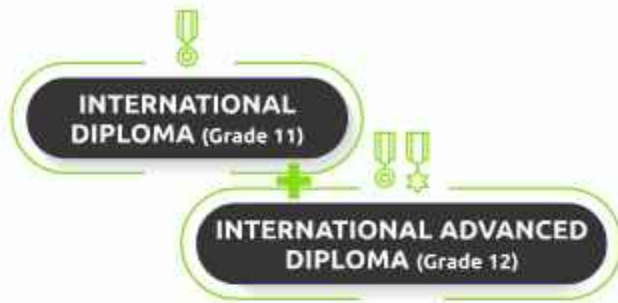 INTERNATIONAL
DIPLOMA (Grade 11)
INTERNATIONAL ADVANCED
DIPLOMA (Grade 12)